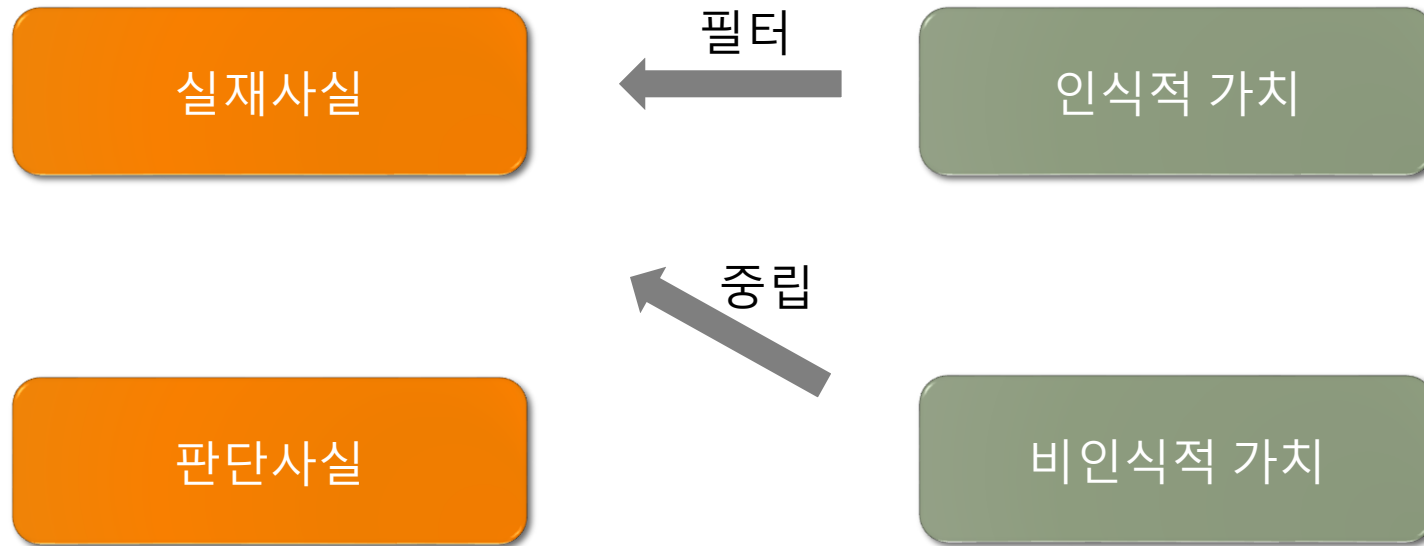 필터
실재사실
인식적 가치
중립
판단사실
비인식적 가치